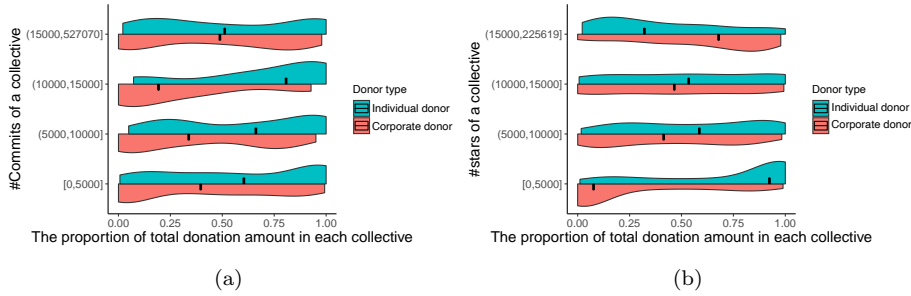 #Commits of a collective
(15000,527070]
(10000,15000]
(5000,10000]
[0,5000]
0.00 0.25 0.50 0.75 1.00
The proportion of total donation amount in each collective
Donor type
Individual donor
Corporate donor
(a)
#stars of a collective
(15000,225619]
(10000,15000]
(5000,10000]
[0,5000]
0.00 0.25 0.50 0.75 1.00
The proportion of total donation amount in each collective
Donor type
Individual donor
Corporate donor
(b)